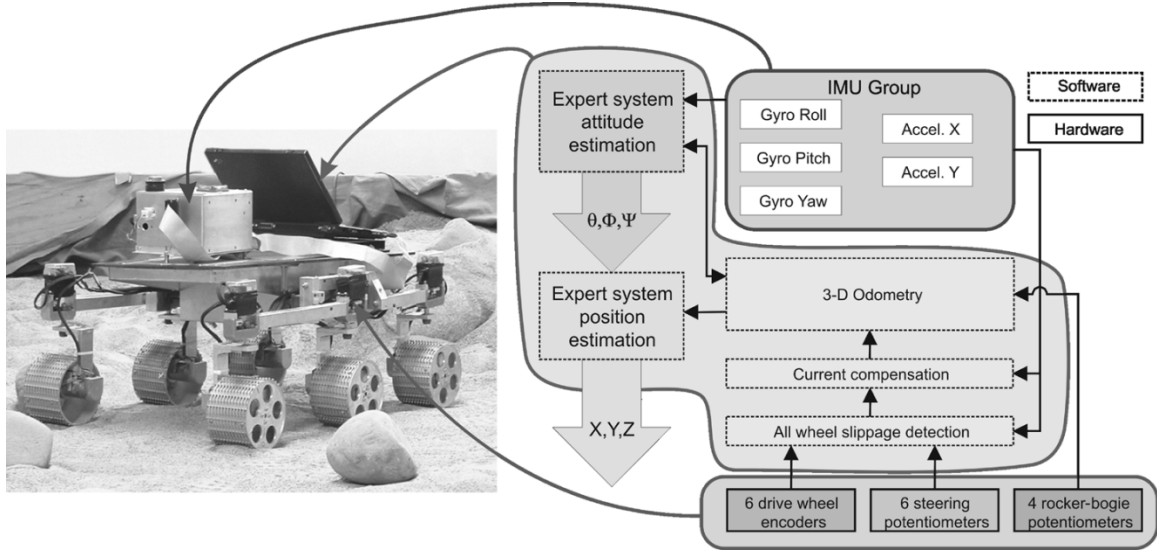 Expert system
attitude
estimation
θ,Φ,Ψ
Expert system
position
estimation
X,Y,Z
IMU Group
Gyro Roll
Gyro Pitch
Gyro Yaw
Accel. X
Accel. Y
Software
Hardware
3-D Odometry
Current compensation
All wheel slippage detection
6 drive wheel
encoders
6 steering
potentiometers
4 rocker-bogie
potentiometers